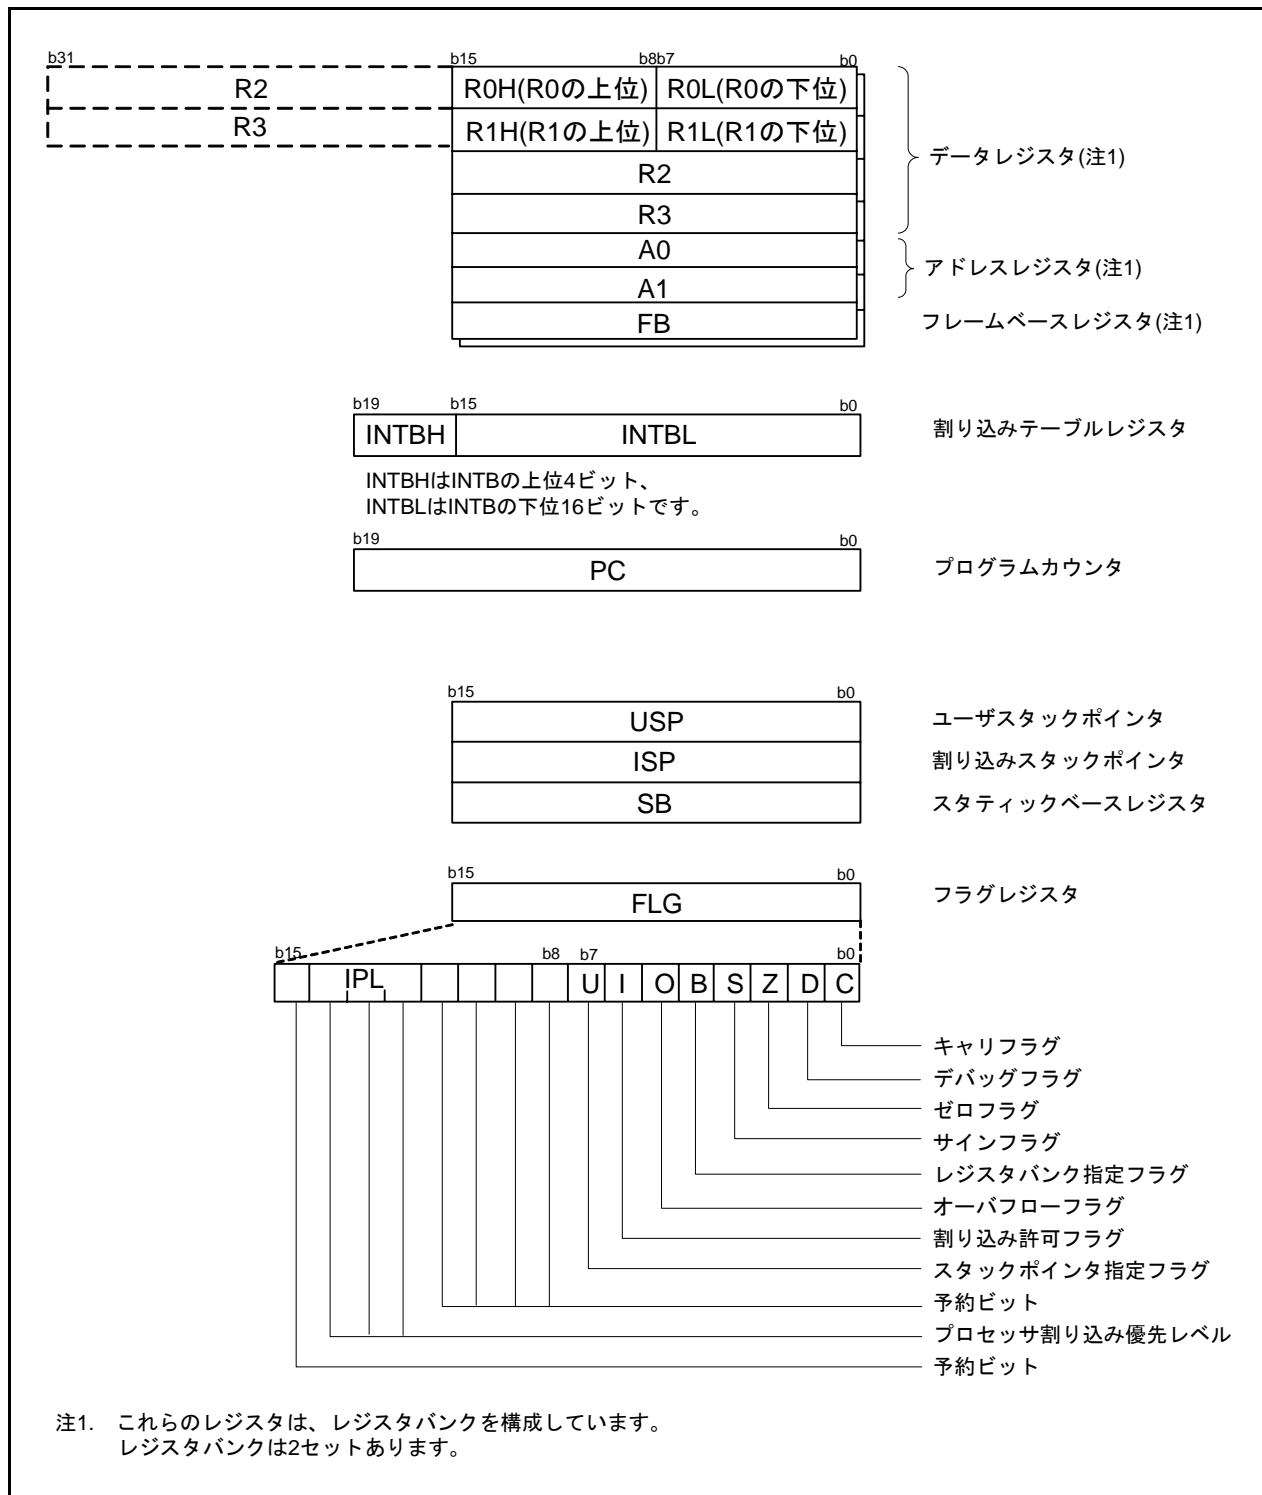 b31 b15 b8b7 b0
R2 R0H(R0の上位) R0L(R0の下位)
R3 R1H(R1の上位) R1L(R1の下位)
データレジスタ(注1)
R2
R3
A0
アドレスレジスタ(注1)
A1
FB フレームベースレジスタ(注1)
b19 b15 b0
INTBH INTBL 割り込みテーブルレジスタ
INTBHはINTBの上位4ビット、
INTBLはINTBの下位16ビットです。
b19 b0
PC プログラムカウンタ
b15 b0
USP ユーザスタックポインタ
ISP 割り込みスタックポインタ
SB スタティックベースレジスタ
b15 b0
FLG フラグレジスタ
b15 b8 b7 b0
IPL U I O B S Z D C
キャリフラグ
デバッグフラグ
ゼロフラグ
サインフラグ
レジスタバンク指定フラグ
オーバフローフラグ
割り込み許可フラグ
スタックポインタ指定フラグ
予約ビット
プロセッサ割り込み優先レベル
予約ビット
注1. これらのレジスタは、レジスタバンクを構成しています。
レジスタバンクは2セットあります。